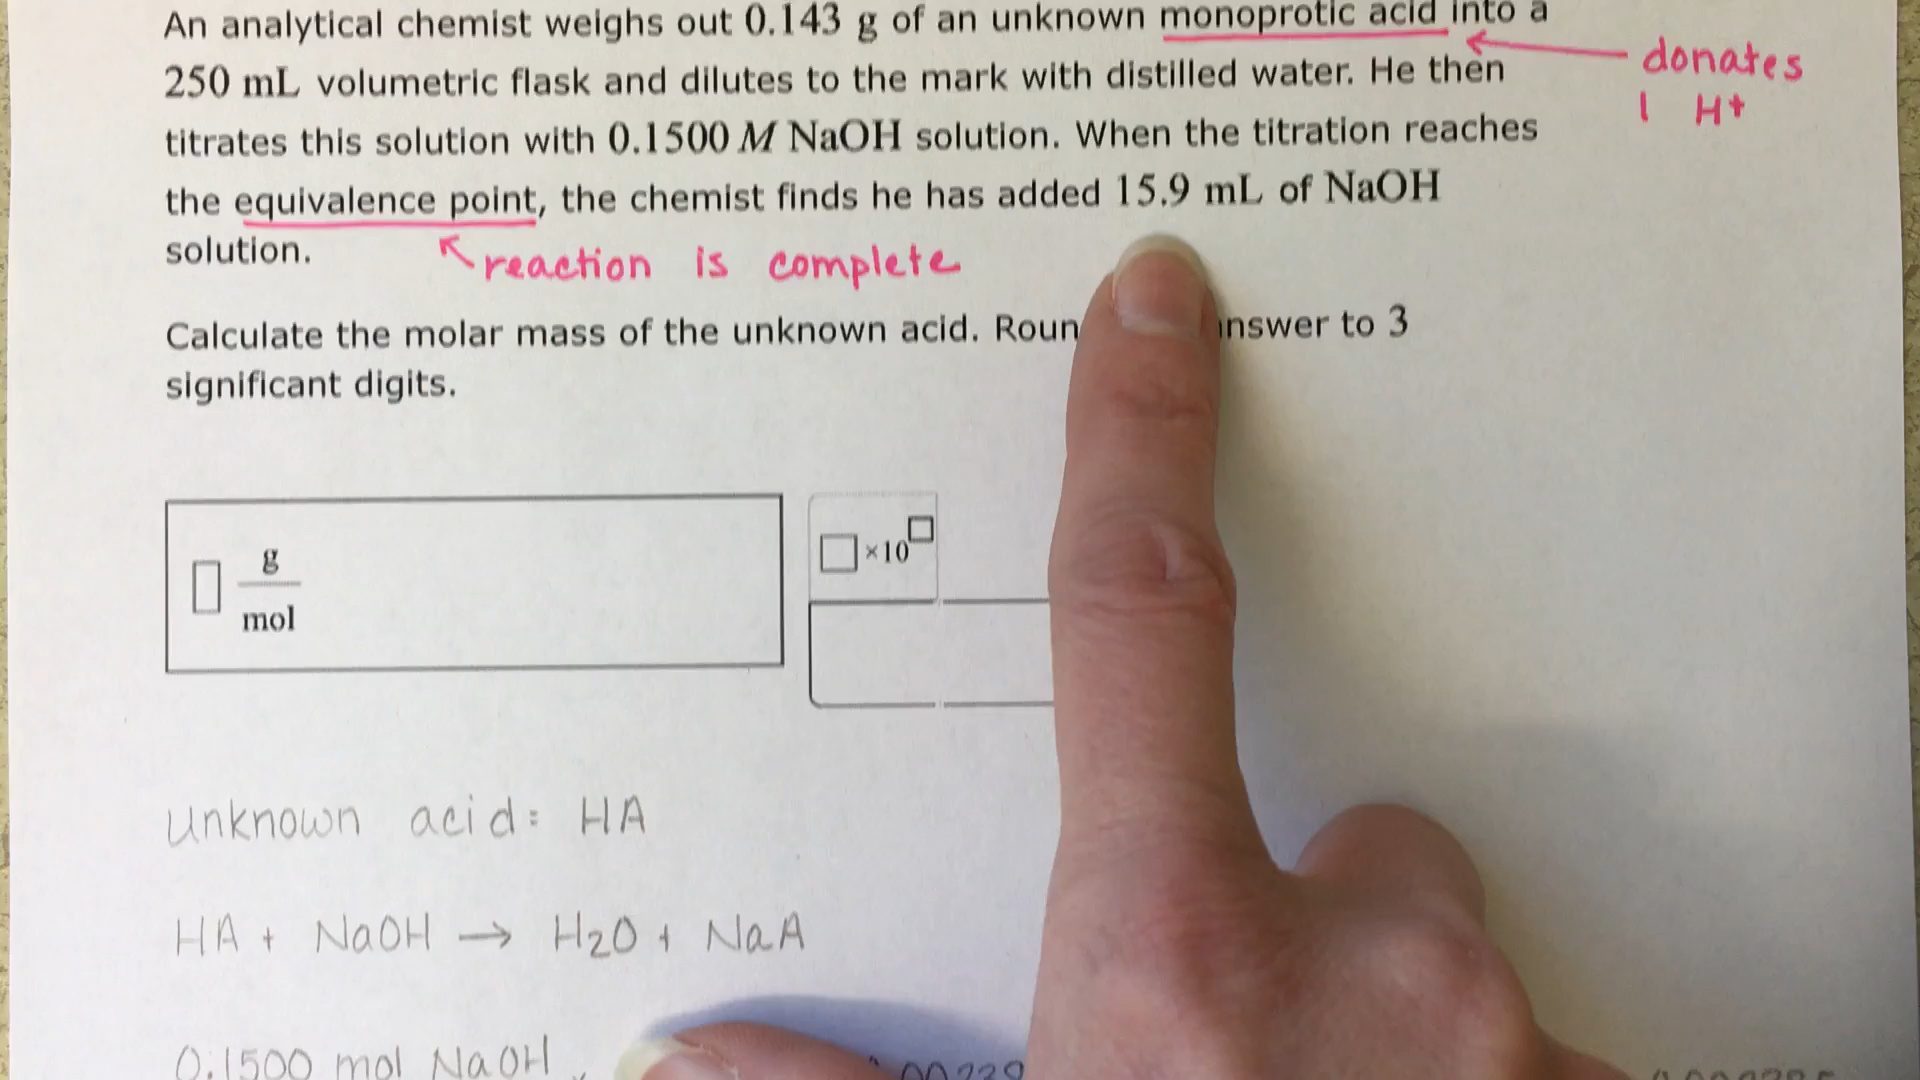 An analytical chemist weighs out 0.143 g of an unknown monoprotic acid into a
donates
250 mL volumetric flask and dilutes to the mark with distilled water. He then
1 H+
titrates this solution with 0.1500 M NaOH solution. When the titration reaches
the equivalence point, the chemist finds he has added 15.9 mL of NaOH
solution.
reaction is complete
Calculate the molar mass of the unknown acid. Roun nswer to 3
significant digits.
g
mol
×10
Unknown acid: HA
HA + NaOH → H2O + NaA
0.1500 mol NaOH